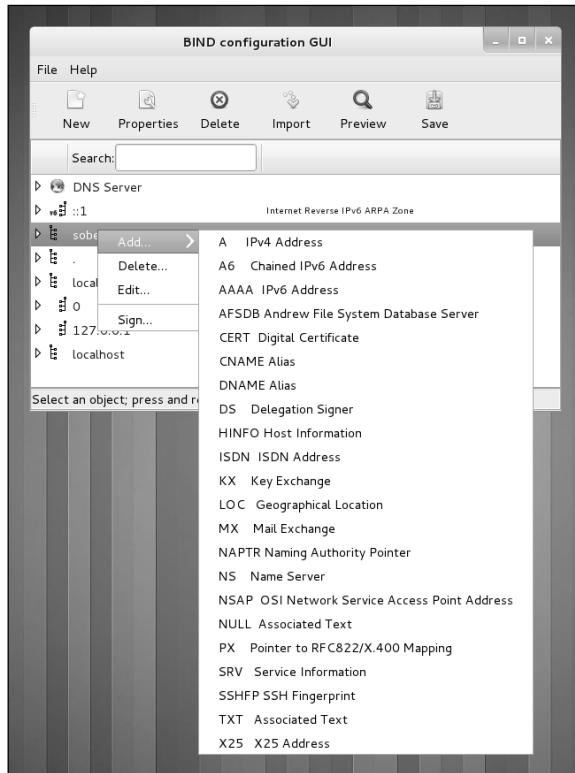 BIND configuration GUI
File Help
New Properties Delete Import Preview Save
Search:
DNS Server
v6 ::1 Internet Reverse IPv6 ARPA Zone
Add...
.
Delete...
Edit...
0
Sign...
localhost
Select an object; press and
A IPv4 Address
A6 Chained IPv6 Address
AAAA IPv6 Address
AFSDB Andrew File System Database Server
CERT Digital Certificate
CNAME Alias
DNAME Alias
DS Delegation Signer
HINFO Host Information
ISDN ISDN Address
KX Key Exchange
LOC Geographical Location
MX Mail Exchange
NAPTR Naming Authority Pointer
NS Name Server
NSAP OSI Network Service Access Point Address
NULL Associated Text
PX Pointer to RFC822/X.400 Mapping
SRV Service Information
SSHFP SSH Fingerprint
TXT Associated Text
X25 X25 Address